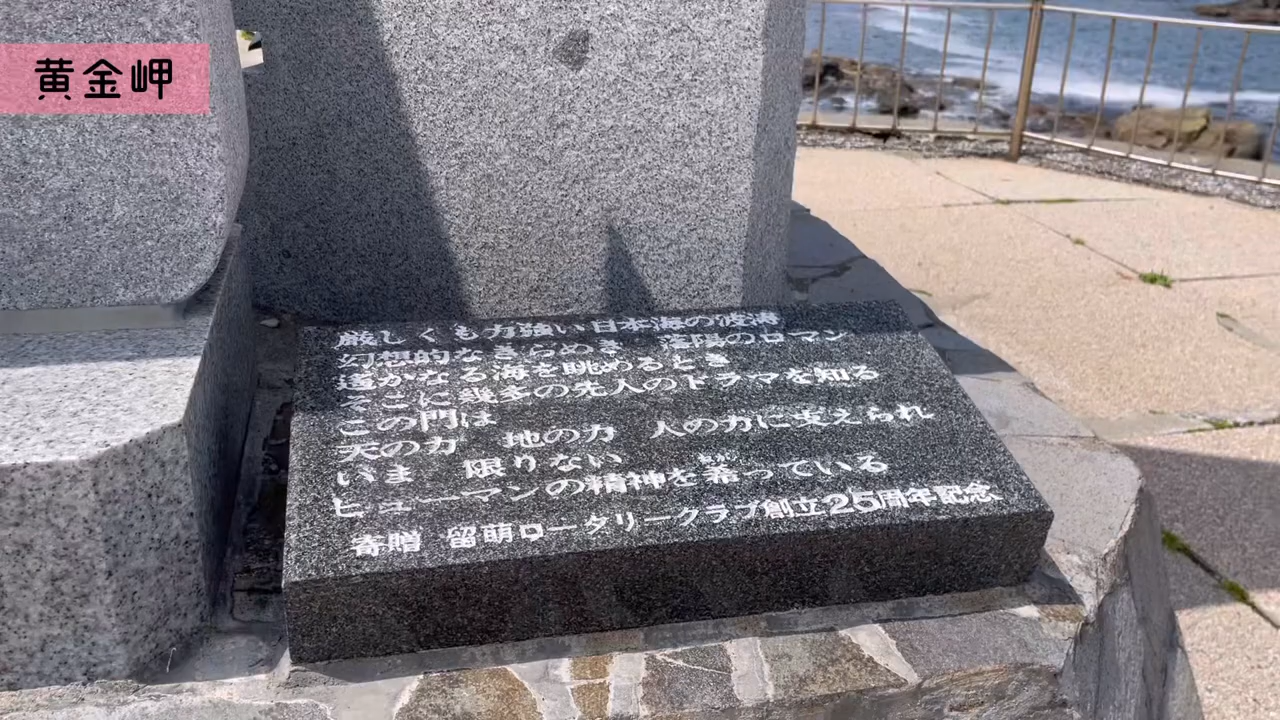 黄金岬
厳しくも力強い日本海の波濤
幻想的なきらめき 落陽のロマン
遥かなる海を眺めるとき
そこに幾多の先人のドラマを知る
この門は
天の力 地の力 人の力に支えられ
いま 限りない
ヒューマンの精神を希っている
寄贈 留萌ロータリークラブ創立25周年記念